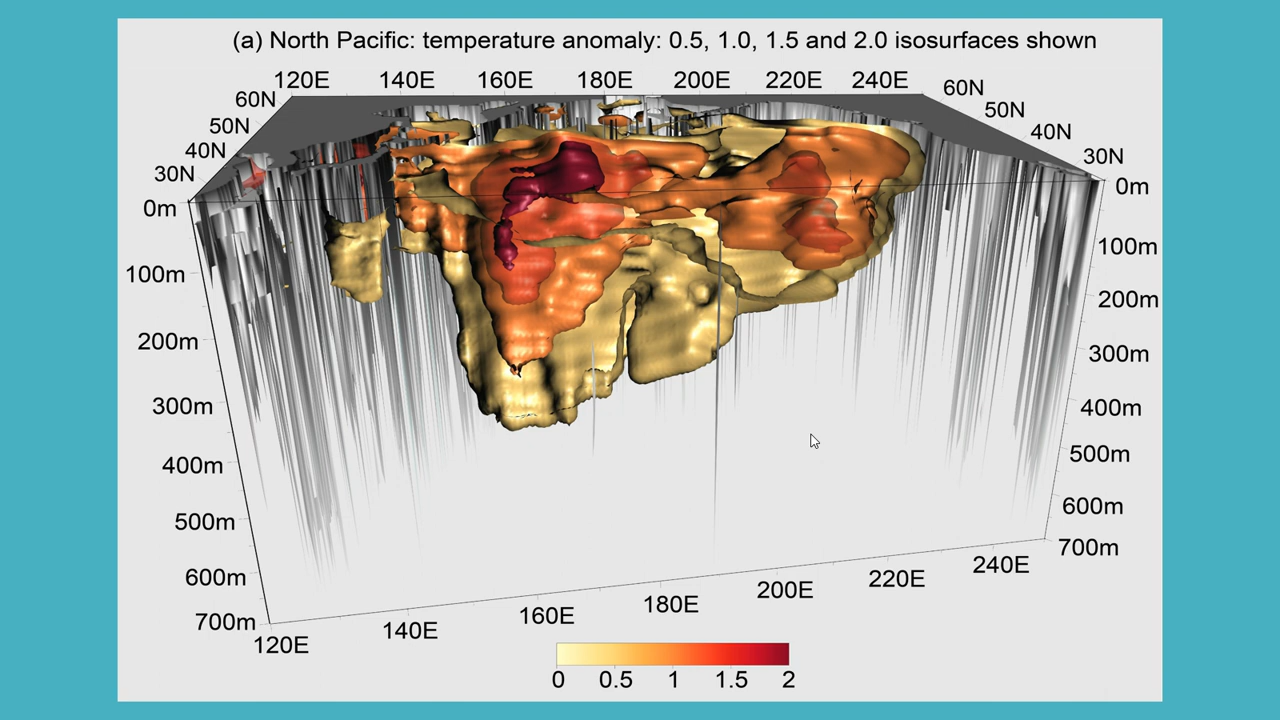 (a) North Pacific: temperature anomaly: 0.5, 1.0, 1.5 and 2.0 isosurfaces shown
120E 140E 160E 180E 200E 220E 240E
60N 60N
50N 50N
40N 40N
30N 30N
0m 0m
100m 100m
200m 200m
300m 300m
400m 400m
500m 500m
600m 600m
700m 700m
120E 140E 160E 180E 200E 220E 240E
0 0.5 1 1.5 2